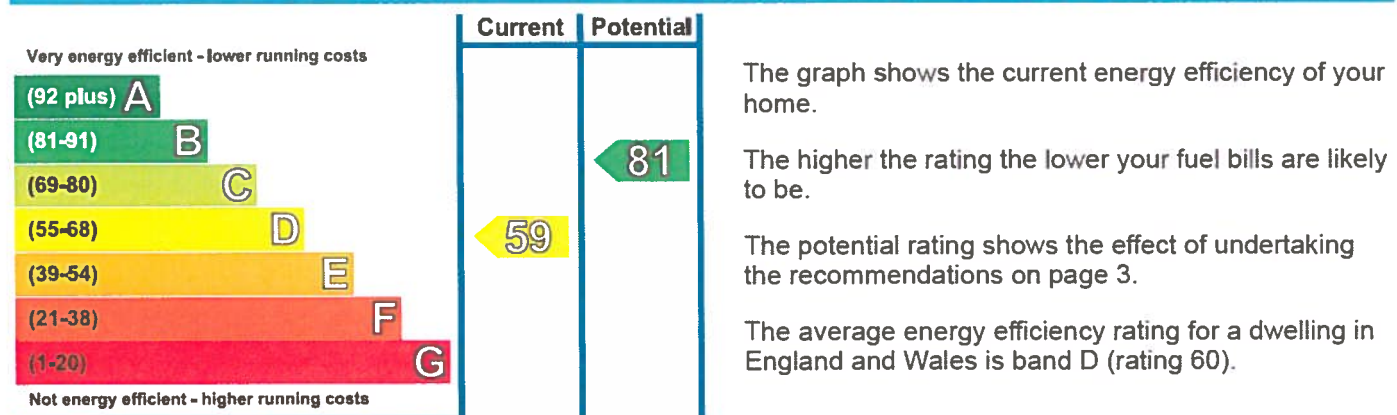 Current Potential
Very energy efficient - lower running costs
(92 plus) A
(81-91) B
(69-80) C
(55-68) D
(39-54) E
(21-38) F
(1-20) G
Not energy efficient - higher running costs
81
59
The graph shows the current energy efficiency of your
home.
The higher the rating the lower your fuel bills are likely
to be.
The potential rating shows the effect of undertaking
the recommendations on page 3.
The average energy efficiency rating for a dwelling in
England and Wales is band D (rating 60).